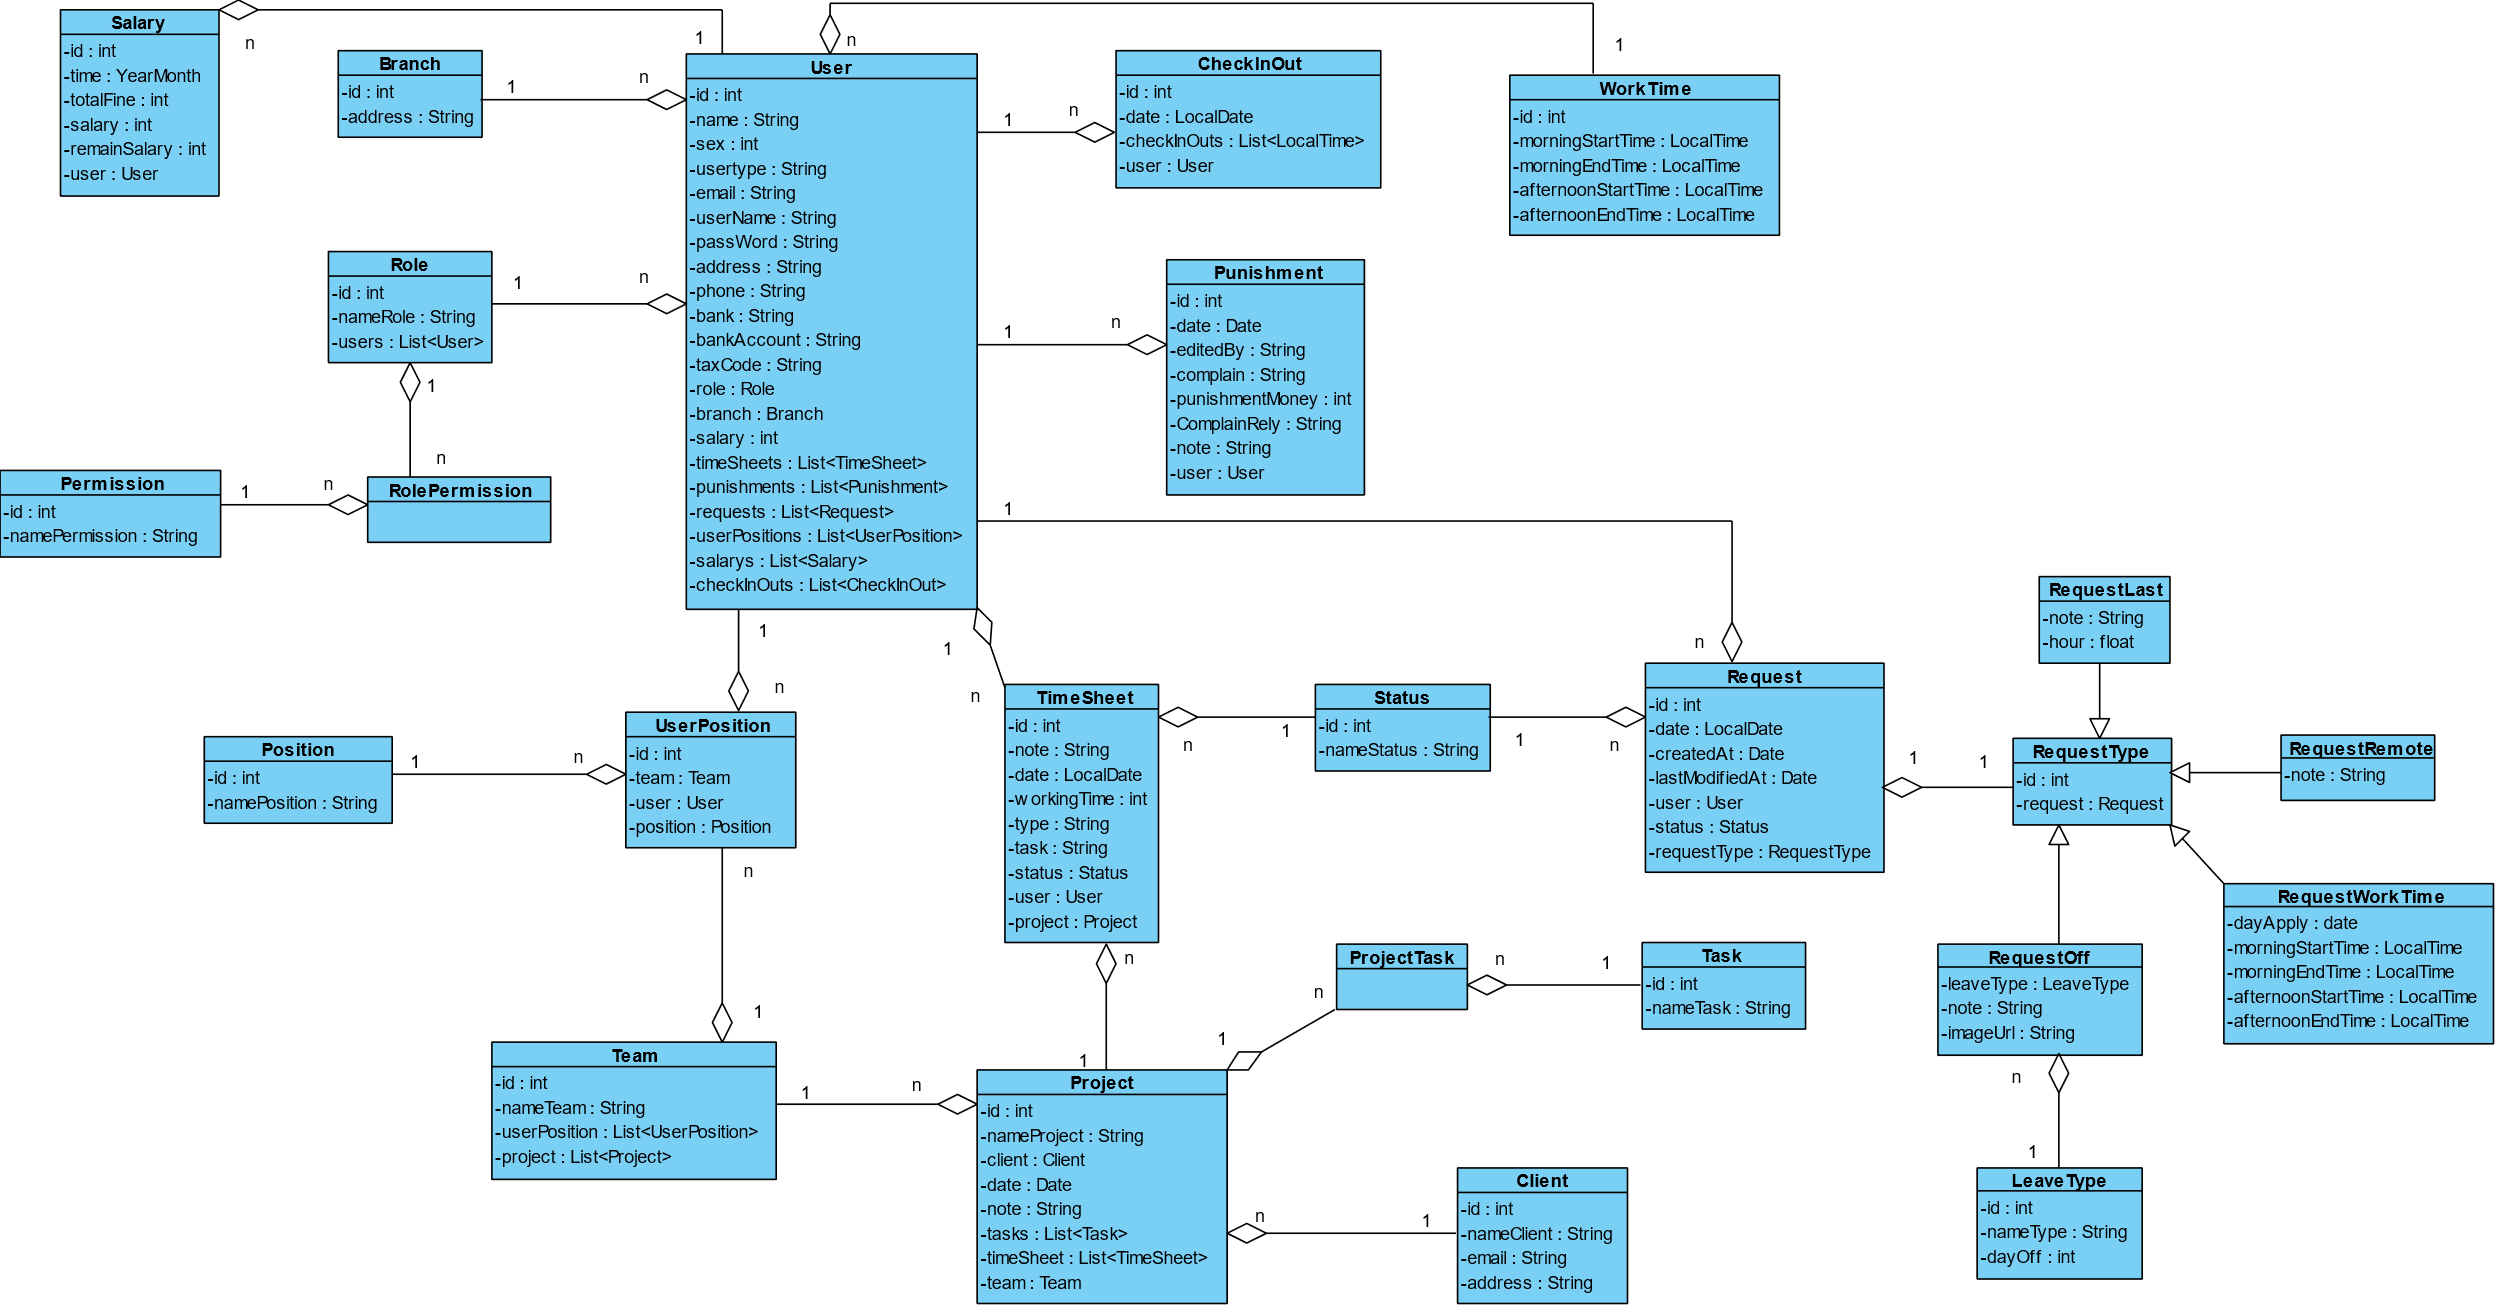 Salary
-id : int
-time : YearMonth
-totalFine : int
-salary : int
-remainSalary : int
-user : User
n
1
Branch
-id : int
-address : String
1
n
User
-id : int
-name : String
-sex : int
-usertype : String
-email : String
-userName : String
-passWord : String
-address : String
-phone : String
-bank : String
-bankAccount : String
-taxCode : String
-role : Role
-branch : Branch
-salary : int
-timeSheets : List<TimeSheet>
-punishments : List<Punishment>
-requests : List<Request>
-userPositions : List<UserPosition>
-salarys : List<Salary>
-checkInOuts : List<CheckInOut>
n
1
CheckInOut
-id : int
-date : LocalDate
-checkInOuts : List<LocalTime>
-user : User
1
n
WorkTime
-id : int
-morningStartTime : LocalTime
-morningEndTime : LocalTime
-afternoonStartTime : LocalTime
-afternoonEndTime : LocalTime
Role
-id : int
-nameRole : String
-users : List<User>
1
n
1
n
Punishment
-id : int
-date : Date
-editedBy : String
-complain : String
-punishmentMoney : int
-ComplainRely : String
-note : String
-user : User
1
n
Permission
-id : int
-namePermission : String
1
n
RolePermission
1
n
RequestLast
-note : String
-hour : float
1
n
1
n
UserPosition
-id : int
-team : Team
-user : User
-position : Position
Position
-id : int
-namePosition : String
1
n
TimeSheet
-id : int
-note : String
-date : LocalDate
-workingTime : int
-type : String
-task : String
-status : Status
-user : User
-project : Project
n
1
Status
-id : int
-nameStatus : String
1
n
Request
-id : int
-date : LocalDate
-createdAt : Date
-lastModifiedAt : Date
-user : User
-status : Status
-requestType : RequestType
1
1
RequestType
-id : int
-request : Request
RequestRemote
-note : String
RequestWorkTime
-dayApply : date
-morningStartTime : LocalTime
-morningEndTime : LocalTime
-afternoonStartTime : LocalTime
-afternoonEndTime : LocalTime
RequestOff
-leaveType : LeaveType
-note : String
-imageUrl : String
n
1
LeaveType
-id : int
-nameType : String
-dayOff : int
n
1
Team
-id : int
-nameTeam : String
-userPosition : List<UserPosition>
-project : List<Project>
1
n
n
1
Project
-id : int
-nameProject : String
-client : Client
-date : Date
-note : String
-tasks : List<Task>
-timeSheet : List<TimeSheet>
-team : Team
1
n
ProjectTask
n
1
Task
-id : int
-nameTask : String
n
1
Client
-id : int
-nameClient : String
-email : String
-address : String